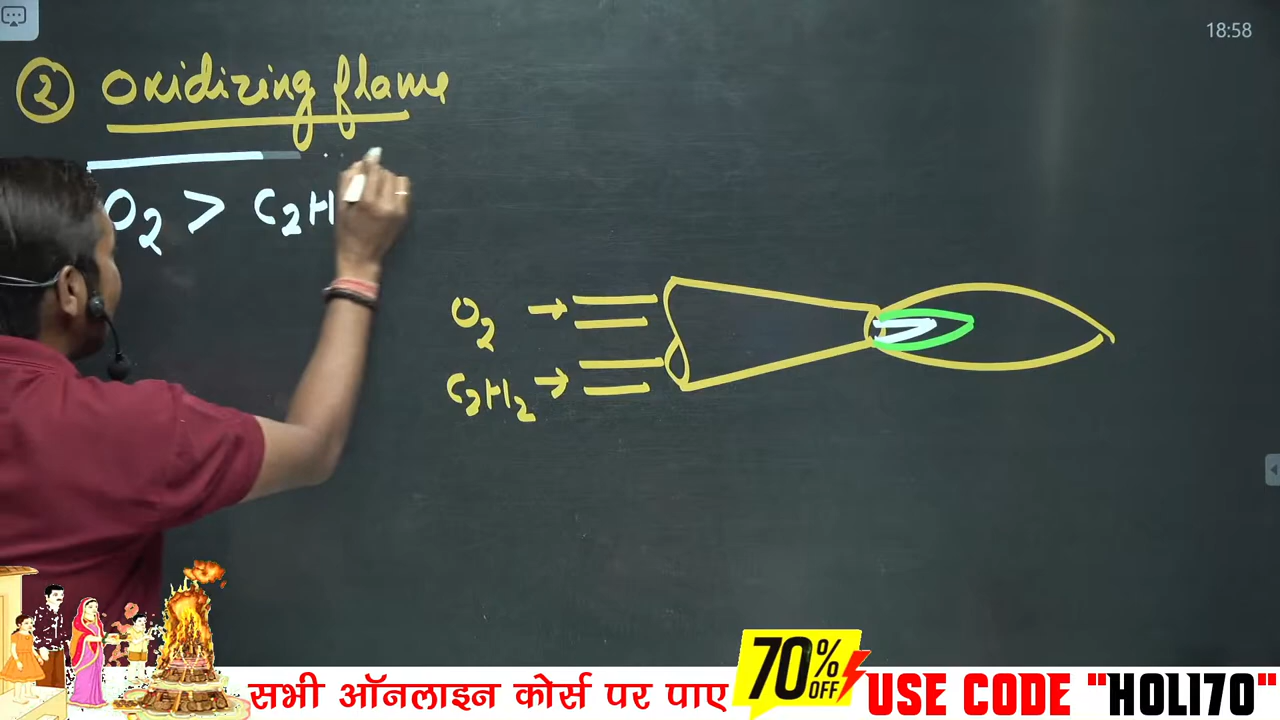 18:58
② Oxidizing flame
O₂ > C₂H
O₂ →
C₂H₂ →
सभी ऑनलाइन कोर्स पर पाए 70% OFF USE CODE "HOLI70"